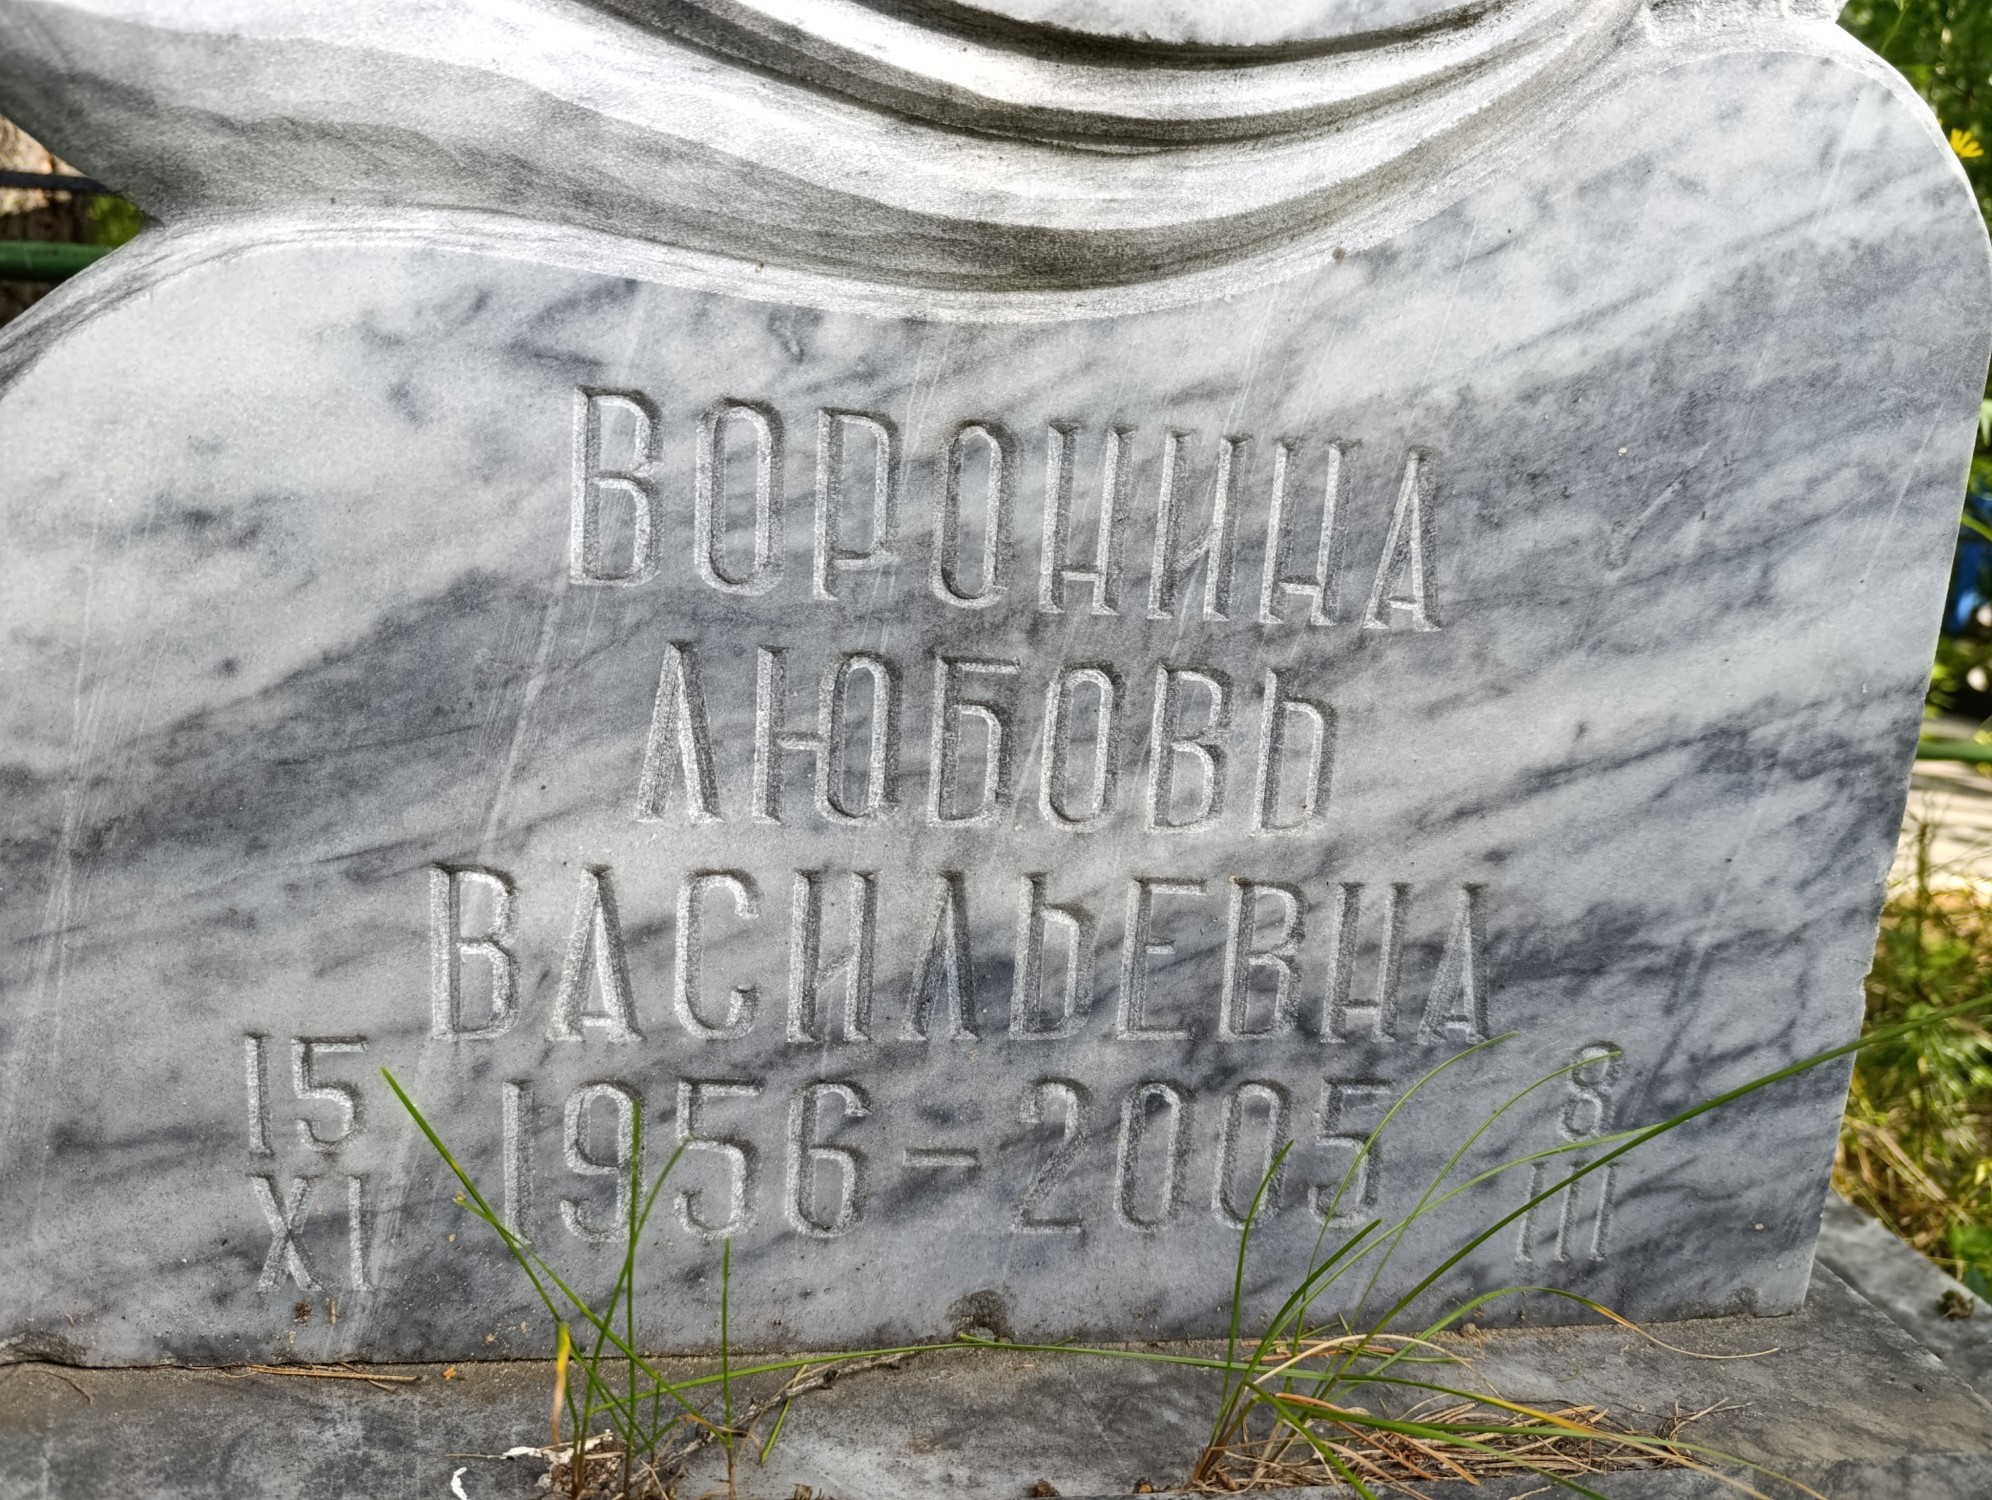 ВОРОНИНА
ЛЮБОВЬ
ВАСИЛЬЕВНА
15 XI 1956 – 2005 8 III